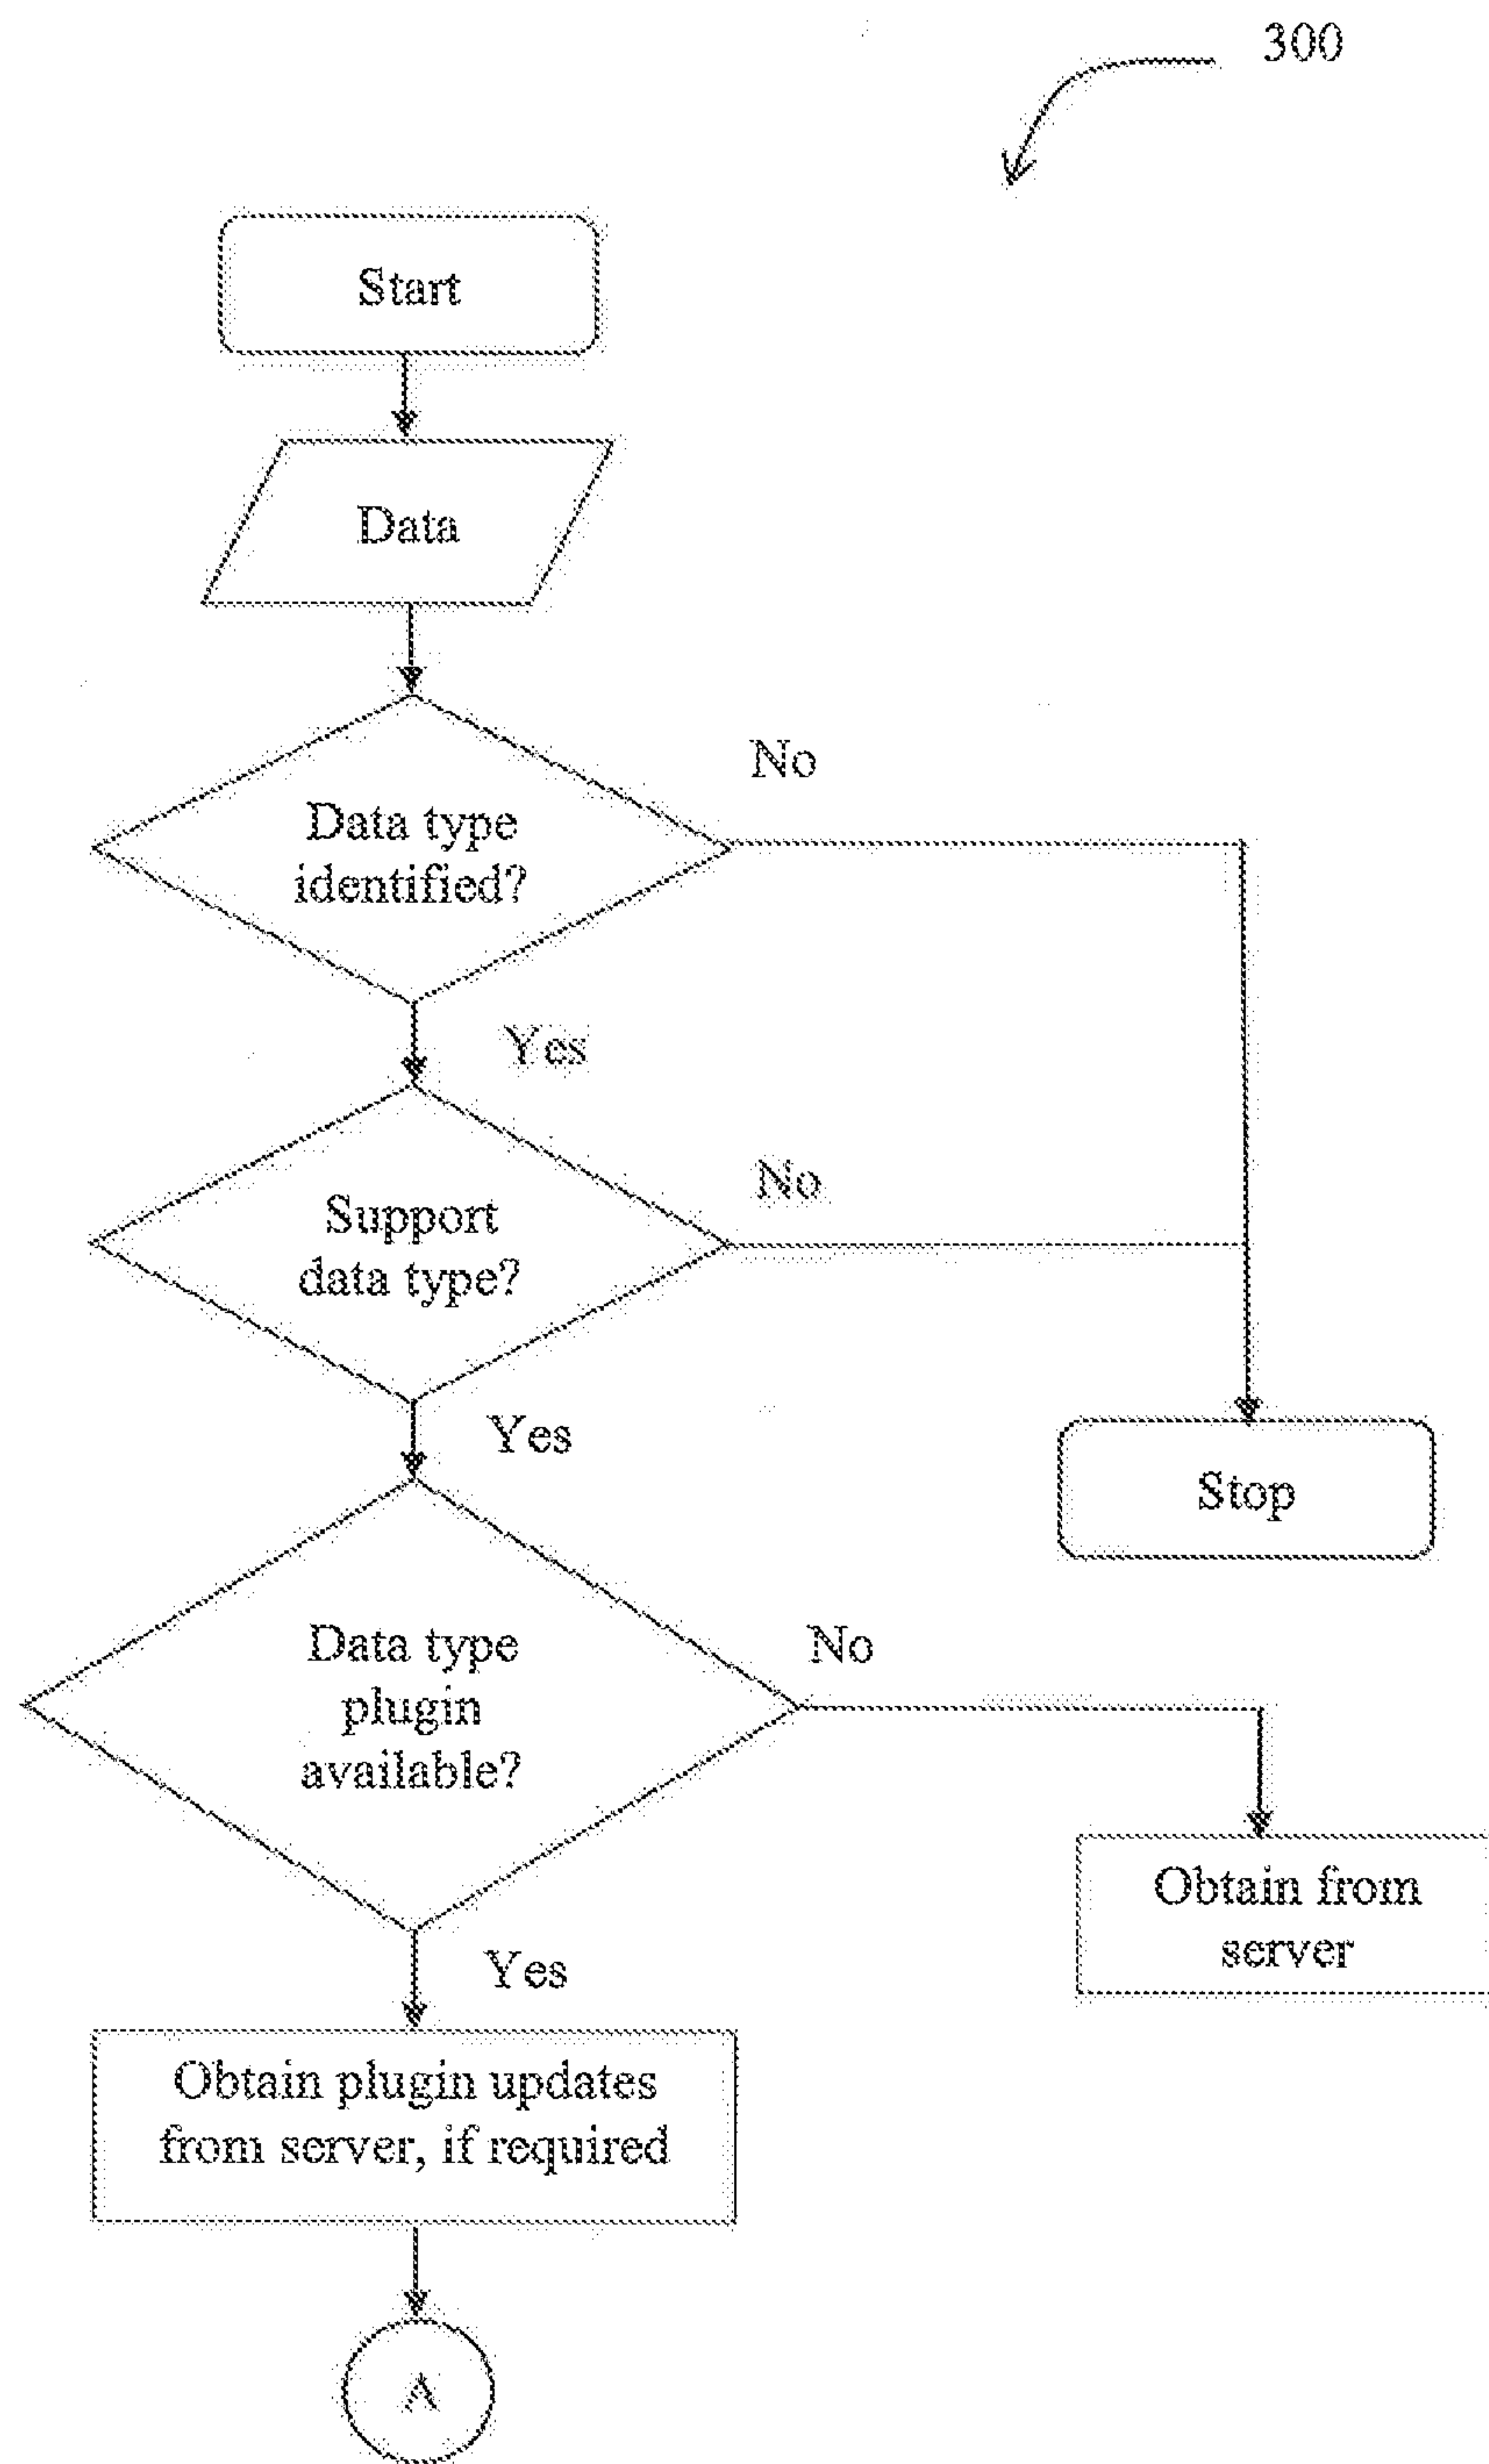 300
Start
Data
No
Data type
identified?
Yes
No
Support
data type?
Yes
Stop
Data type
plugin
available?
No
Obtain from
server
Yes
Obtain plugin updates
from server, if required
A